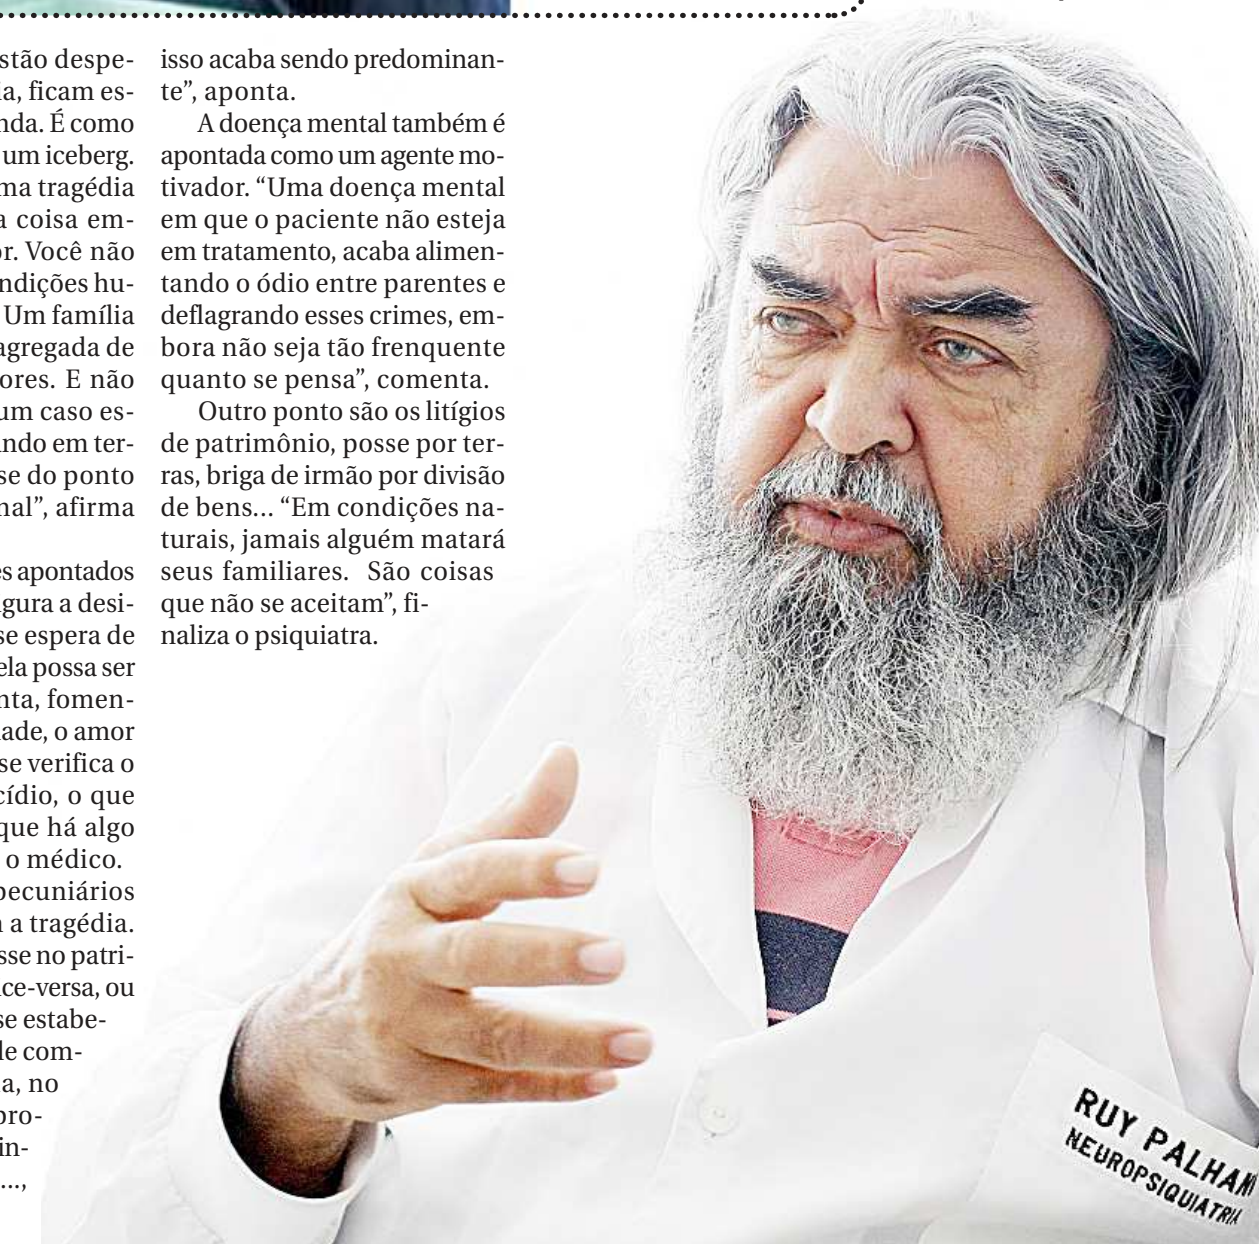 stão despe-
ia, ficam es-
nda. É como
um iceberg.
ma tragédia
a coisa em-
or. Você não
ndições hu-
Um família
agregada de
ores. E não
um caso es-
ndo em ter-
se do ponto
nal”, afirma
es apontados
igura a desi-
se espera de
ela possa ser
nta, fomen-
ade, o amor
se verifica o
cídio, o que
que há algo
o médico.
pecuniários
a tragédia.
sse no patri-
ice-versa, ou
se estabe-
de com-
a, no
pro-
in-
...,
isso acaba sendo predominan-
te”, aponta.
A doença mental também é
apontada como um agente mo-
tivador. “Uma doença mental
em que o paciente não esteja
em tratamento, acaba alimen-
tando o ódio entre parentes e
deflagrando esses crimes, em-
bora não seja tão frenquente
quanto se pensa”, comenta.
Outro ponto são os litígios
de patrimônio, posse por ter-
ras, briga de irmão por divisão
de bens... “Em condições na-
turais, jamais alguém matará
seus familiares. São coisas
que não se aceitam”, fi-
naliza o psiquiatra.
RUY PALHAN
NEUROPSIQUIATRIA